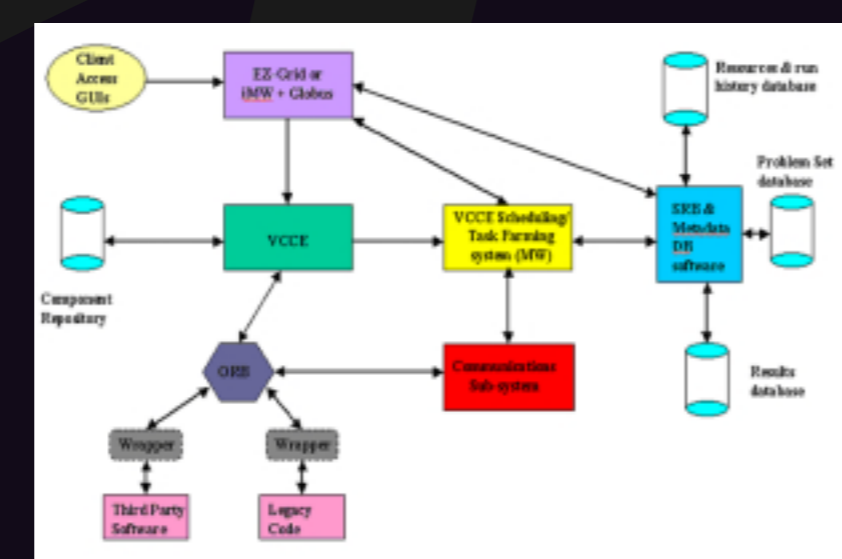 Client
Access
GUIs
EZ-Grid or
iMW + Globus
Resources & run
history database
Problem Set
database
VCCE
VCCE Scheduling/
Task Farming
system (MW)
SRB &
Metadata
DB
software
Component
Repository
ORB
Communications
Sub-system
Results
database
Wrapper
Wrapper
Third Party
Software
Legacy
Code